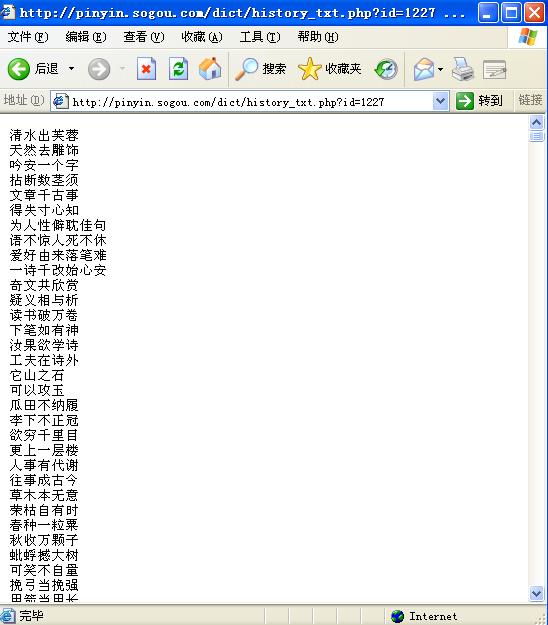 http://pinyin.sogou.com/dict/history_txt.php?id=1227 ...
文件(F) 编辑(E) 查看(V) 收藏(A) 工具(T) 帮助(H)
后退 搜索 收藏夹
地址(D) http://pinyin.sogou.com/dict/history_txt.php?id=1227 转到 链接
清水出芙蓉
天然去雕饰
吟安一个字
拈断数茎须
文章千古事
得失寸心知
为人性僻耽佳句
语不惊人死不休
爱好由来落笔难
一诗千改始心安
奇文共欣赏
疑义相与析
读书破万卷
下笔如有神
汝果欲学诗
工夫在诗外
它山之石
可以攻玉
瓜田不纳履
李下不正冠
欲穷千里目
更上一层楼
人事有代谢
往事成古今
草木本无意
荣枯自有时
春种一粒粟
秋收万颗子
蚍蜉撼大树
可笑不自量
挽弓当挽强
用箭当用长
完毕 Internet